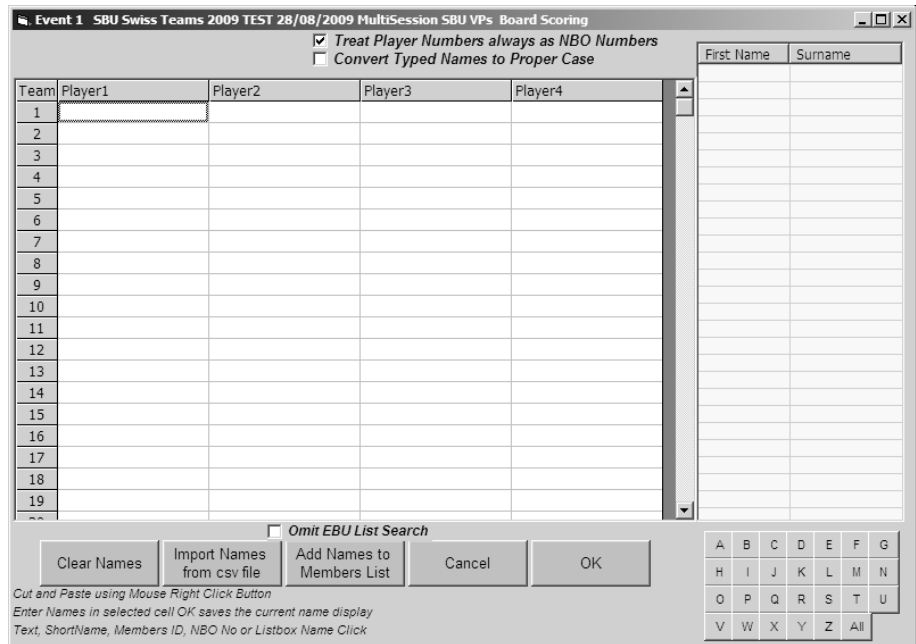 Event 1 SBU Swiss Teams 2009 TEST 28/08/2009 MultiSession SBU VPs Board Scoring
Treat Player Numbers always as NBO Numbers
Convert Typed Names to Proper Case
First Name Surname
Team Player1 Player2 Player3 Player4
1
2
3
4
5
6
7
8
9
10
11
12
13
14
15
16
17
18
19
Omit EBU List Search
Clear Names
Import Names
from csv file
Add Names to
Members List
Cancel
OK
Cut and Paste using Mouse Right Click Button
Enter Names in selected cell OK saves the current name display
Text, ShortName, Members ID, NBO No or Listbox Name Click
A B C D E F G
H I J K L M N
O P Q R S T U
V W X Y Z All